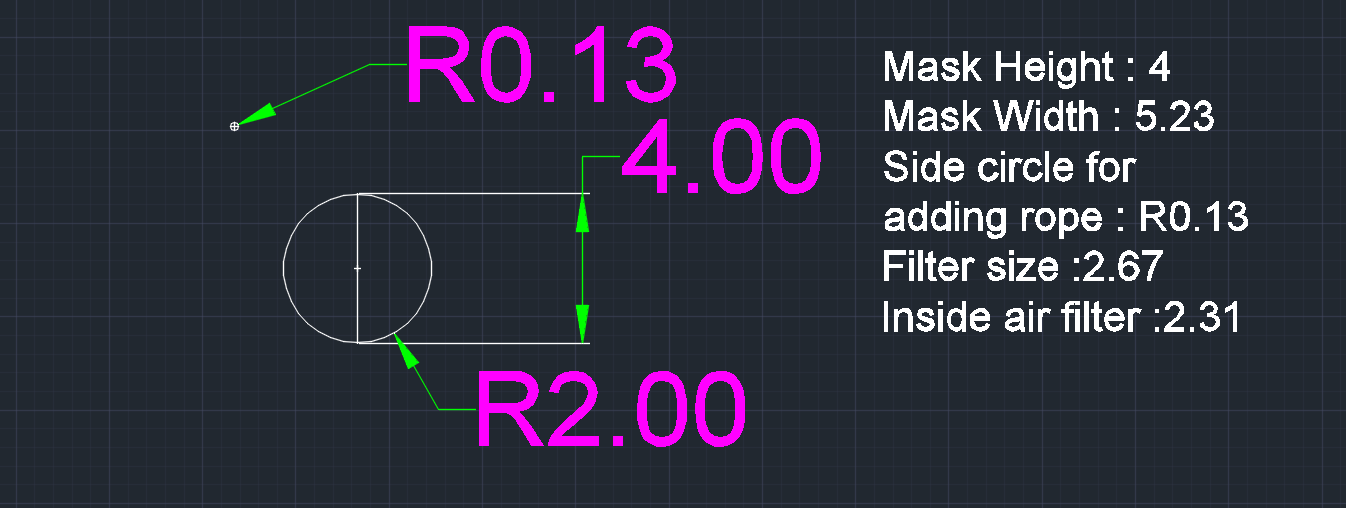 R0.13
4.00
R2.00
Mask Height : 4
Mask Width : 5.23
Side circle for
adding rope : R0.13
Filter size :2.67
Inside air filter :2.31